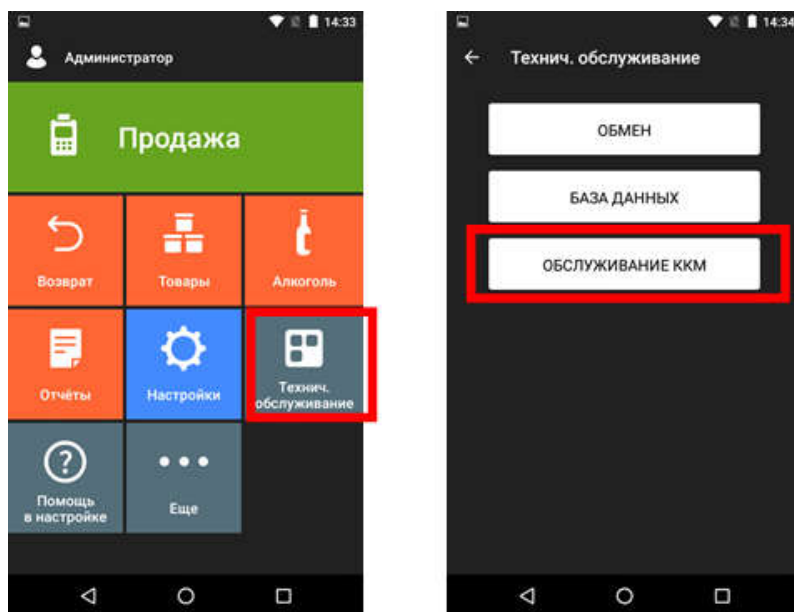 14:33
Администратор
Продажа
Возврат
Товары
Алкоголь
Отчёты
Настройки
Технич.
обслуживание
?
Помощь
в настройке
Еще
14:34
Технич. обслуживание
ОБМЕН
БАЗА ДАННЫХ
ОБСЛУЖИВАНИЕ ККМ